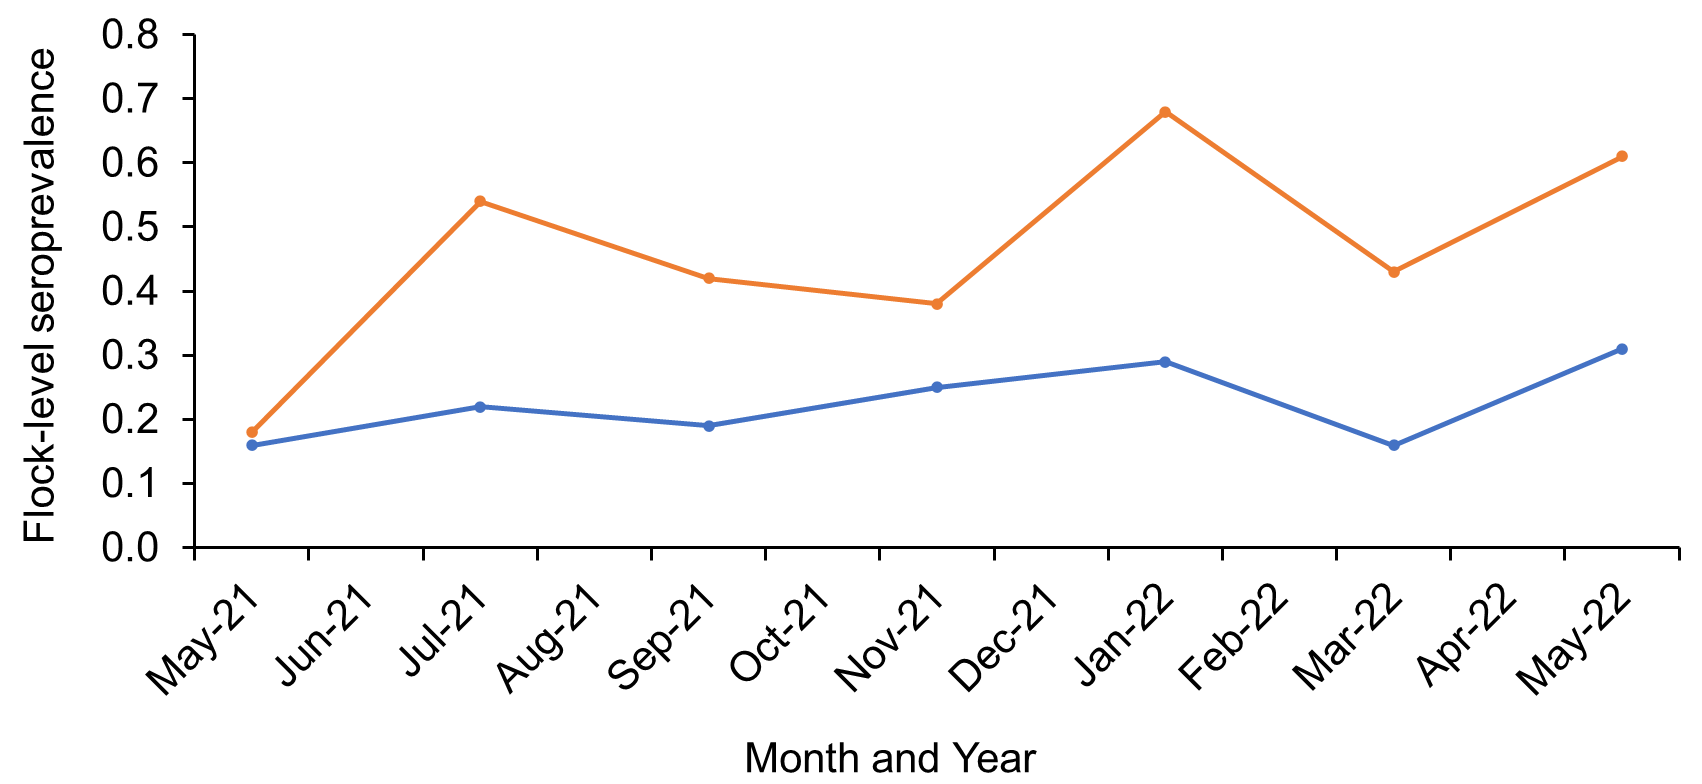 Flock-level seroprevalence
0.8
0.7
0.6
0.5
0.4
0.3
0.2
0.1
0.0
May-21
Jun-21
Jul-21
Aug-21
Sep-21
Oct-21
Nov-21
Dec-21
Jan-22
Feb-22
Mar-22
Apr-22
May-22
Month and Year